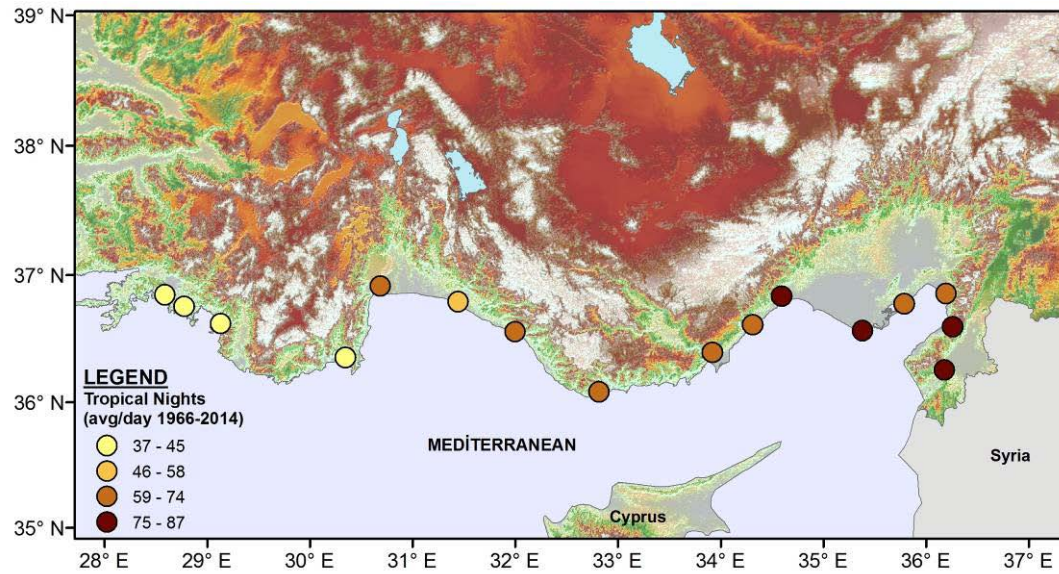 39° N
38° N
37° N
36° N
35° N
LEGEND
Tropical Nights
(avg/day 1966-2014)
37 - 45
46 - 58
59 - 74
75 - 87
MEDİTERRANEAN
Cyprus
Syria
28° E 29° E 30° E 31° E 32° E 33° E 34° E 35° E 36° E 37° E